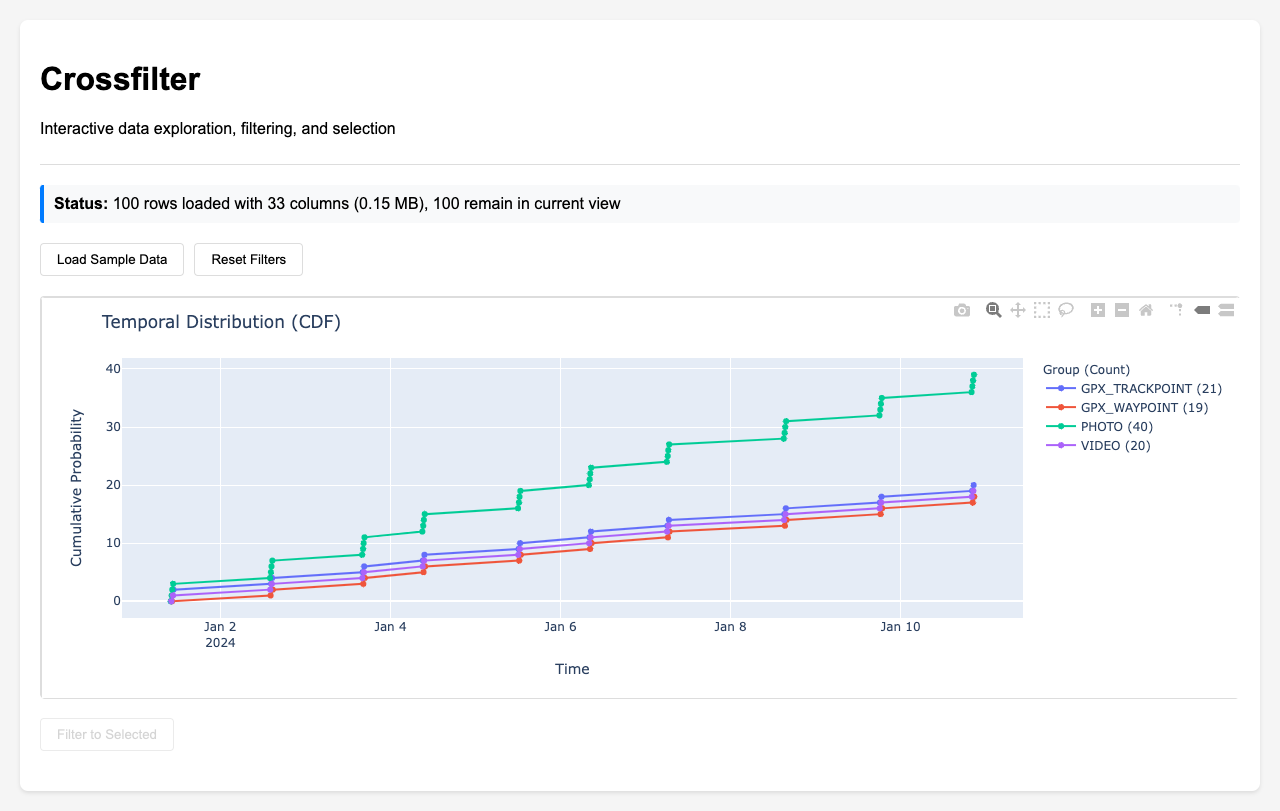 Crossfilter
Interactive data exploration, filtering, and selection
Status: 100 rows loaded with 33 columns (0.15 MB), 100 remain in current view
Load Sample Data
Reset Filters
Temporal Distribution (CDF)
Cumulative Probability
40
30
20
10
0
Jan 2
2024
Jan 4
Jan 6
Jan 8
Jan 10
Time
Group (Count)
GPX_TRACKPOINT (21)
GPX_WAYPOINT (19)
PHOTO (40)
VIDEO (20)
Filter to Selected